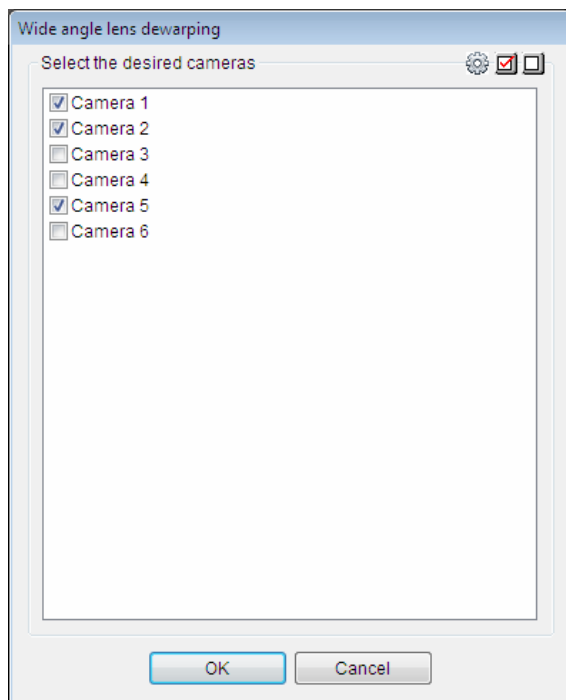 Wide angle lens dewarping
Select the desired cameras
Camera 1
Camera 2
Camera 3
Camera 4
Camera 5
Camera 6
OK
Cancel